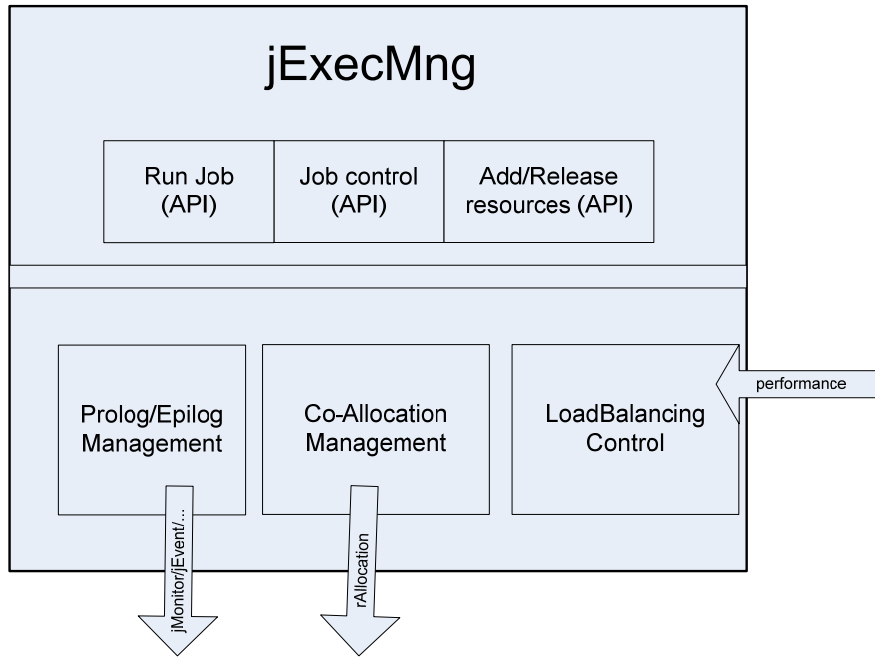 jExecMng
Run Job
(API)
Job control
(API)
Add/Release
resources (API)
Prolog/Epilog
Management
Co-Allocation
Management
LoadBalancing
Control
performance
jMonitor/jEvent/...
rAllocation